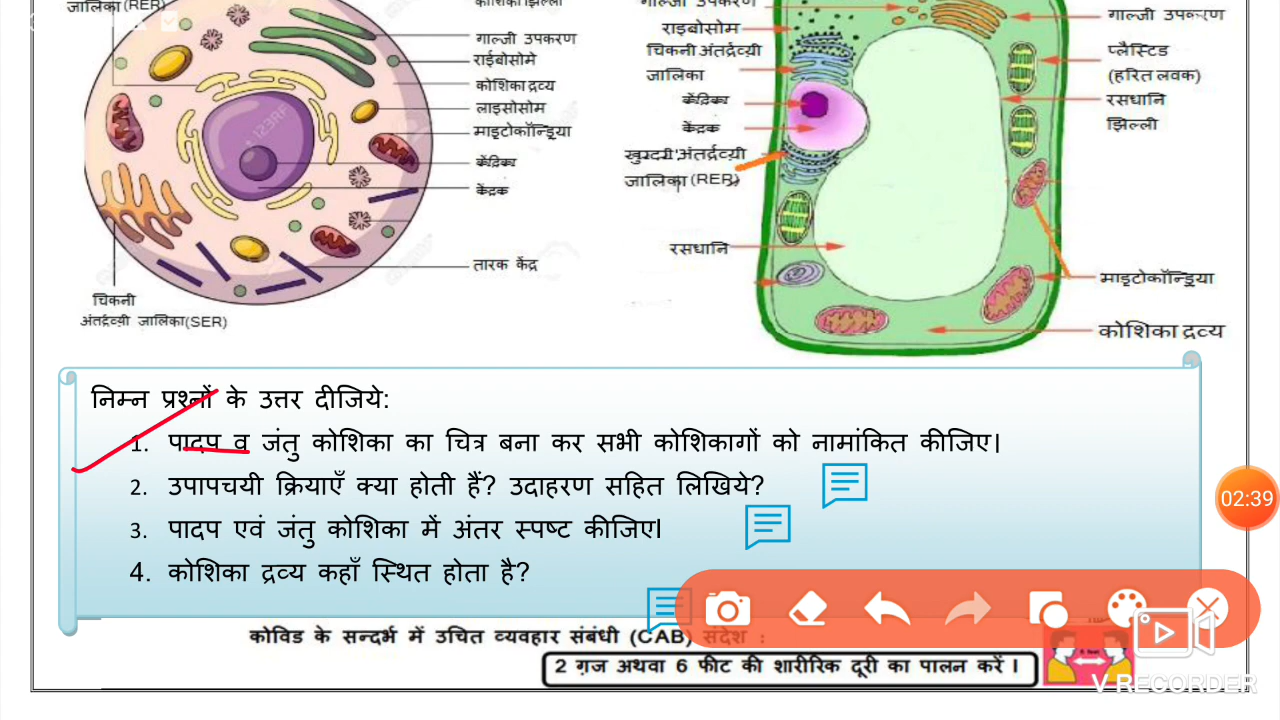 जालिका (RER)
गाल्जी उपकरण
राईबोसोमे
कोशिका द्रव्य
लाइसोसोम
माइटोकॉन्ड्रिया
केंद्रिका
केंद्रक
तारक केंद्र
चिकनी
अंतर्द्रव्यी जालिका(SER)
राइबोसोम
चिकनी अंतर्द्रव्यी
जालिका
केंद्रिका
केंद्रक
खुरदरी अंतर्द्रव्यी
जालिका (RER)
रसधानि
गाल्जी उपकरण
प्लैस्टिड
(हरित लवक)
रसधानि
झिल्ली
माइटोकॉन्ड्रिया
कोशिका द्रव्य
निम्न प्रश्नों के उत्तर दीजिये:
1. पादप व जंतु कोशिका का चित्र बना कर सभी कोशिकागों को नामांकित कीजिए।
2. उपापचयी क्रियाएँ क्या होती हैं? उदाहरण सहित लिखिये?
3. पादप एवं जंतु कोशिका में अंतर स्पष्ट कीजिए।
4. कोशिका द्रव्य कहाँ स्थित होता है?
02:39
कोविड के सन्दर्भ में उचित व्यवहार संबंधी (CAB) संदेश :
2 ग़ज अथवा 6 फीट की शारीरिक दूरी का पालन करें ।
V RECORDER